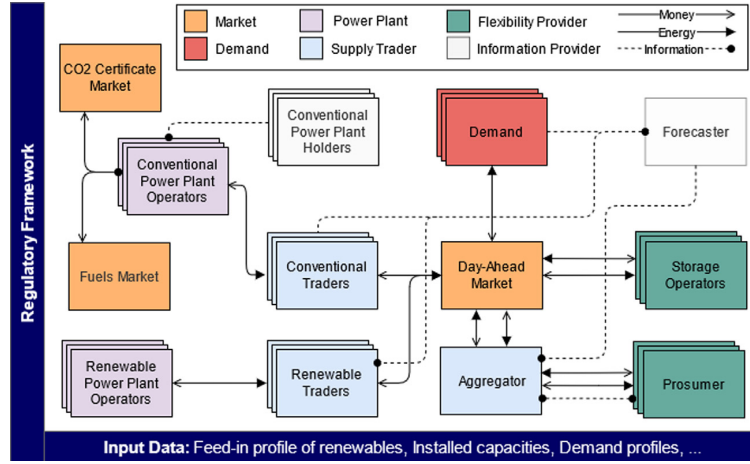 Market
Power Plant
Flexibility Provider
Money
Energy
Information
Demand
Supply Trader
Information Provider
CO2 Certificate
Market
Conventional
Power Plant
Holders
Demand
Forecaster
Conventional
Power Plant
Operators
Fuels Market
Conventional
Traders
Day-Ahead
Market
Storage
Operators
Renewable
Power Plant
Operators
Renewable
Traders
Aggregator
Prosumer
Regulatory Framework
Input Data: Feed-in profile of renewables, Installed capacities, Demand profiles, ...